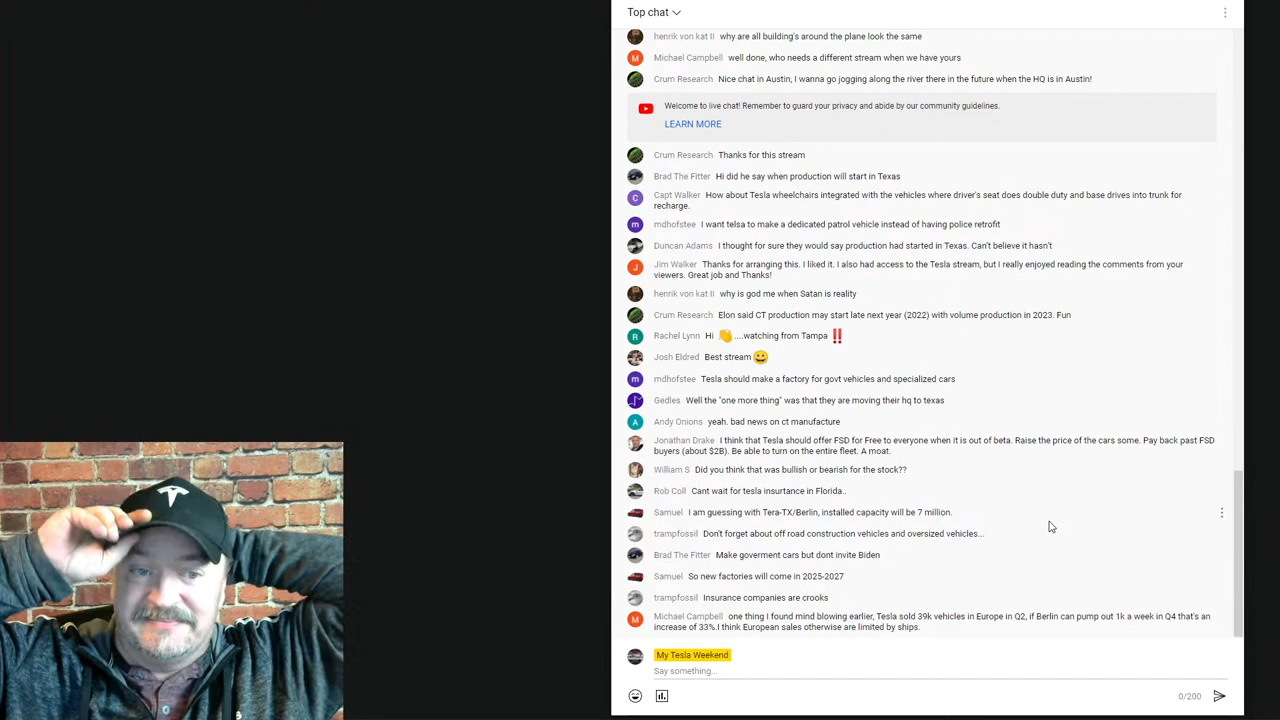 Top chat
henrik von kat II why are all building's around the plane look the same
M Michael Campbell well done, who needs a different stream when we have yours
Crum Research Nice chat in Austin, I wanna go jogging along the river there in the future when the HQ is in Austin!
Welcome to live chat! Remember to guard your privacy and abide by our community guidelines.
LEARN MORE
Crum Research Thanks for this stream
Brad The Fitter Hi did he say when production will start in Texas
C Capt Walker How about Tesla wheelchairs integrated with the vehicles where driver's seat does double duty and base drives into trunk for
recharge.
m mdhofstee I want telsa to make a dedicated patrol vehicle instead of having police retrofit
Duncan Adams I thought for sure they would say production had started in Texas. Can't believe it hasn't
J Jim Walker Thanks for arranging this. I liked it. I also had access to the Tesla stream, but I really enjoyed reading the comments from your
viewers. Great job and Thanks!
henrik von kat II why is god me when Satan is reality
Crum Research Elon said CT production may start late next year (2022) with volume production in 2023. Fun
R Rachel Lynn Hi 👋 ....watching from Tampa ‼️
Josh Eldred Best stream 😀
m mdhofstee Tesla should make a factory for govt vehicles and specialized cars
Gedles Well the "one more thing" was that they are moving their hq to texas
A Andy Onions yeah. bad news on ct manufacture
Jonathan Drake I think that Tesla should offer FSD for Free to everyone when it is out of beta. Raise the price of the cars some. Pay back past FSD
buyers (about $2B). Be able to turn on the entire fleet. A moat.
William S Did you think that was bullish or bearish for the stock??
Rob Coll Cant wait for tesla insurtance in Florida..
Samuel I am guessing with Tera-TX/Berlin, installed capacity will be 7 million.
trampfossil Don't forget about off road construction vehicles and oversized vehicles...
Brad The Fitter Make goverment cars but dont invite Biden
Samuel So new factories will come in 2025-2027
trampfossil Insurance companies are crooks
M Michael Campbell one thing I found mind blowing earlier, Tesla sold 39k vehicles in Europe in Q2, if Berlin can pump out 1k a week in Q4 that's an
increase of 33%.I think European sales otherwise are limited by ships.
My Tesla Weekend
Say something...
0/200